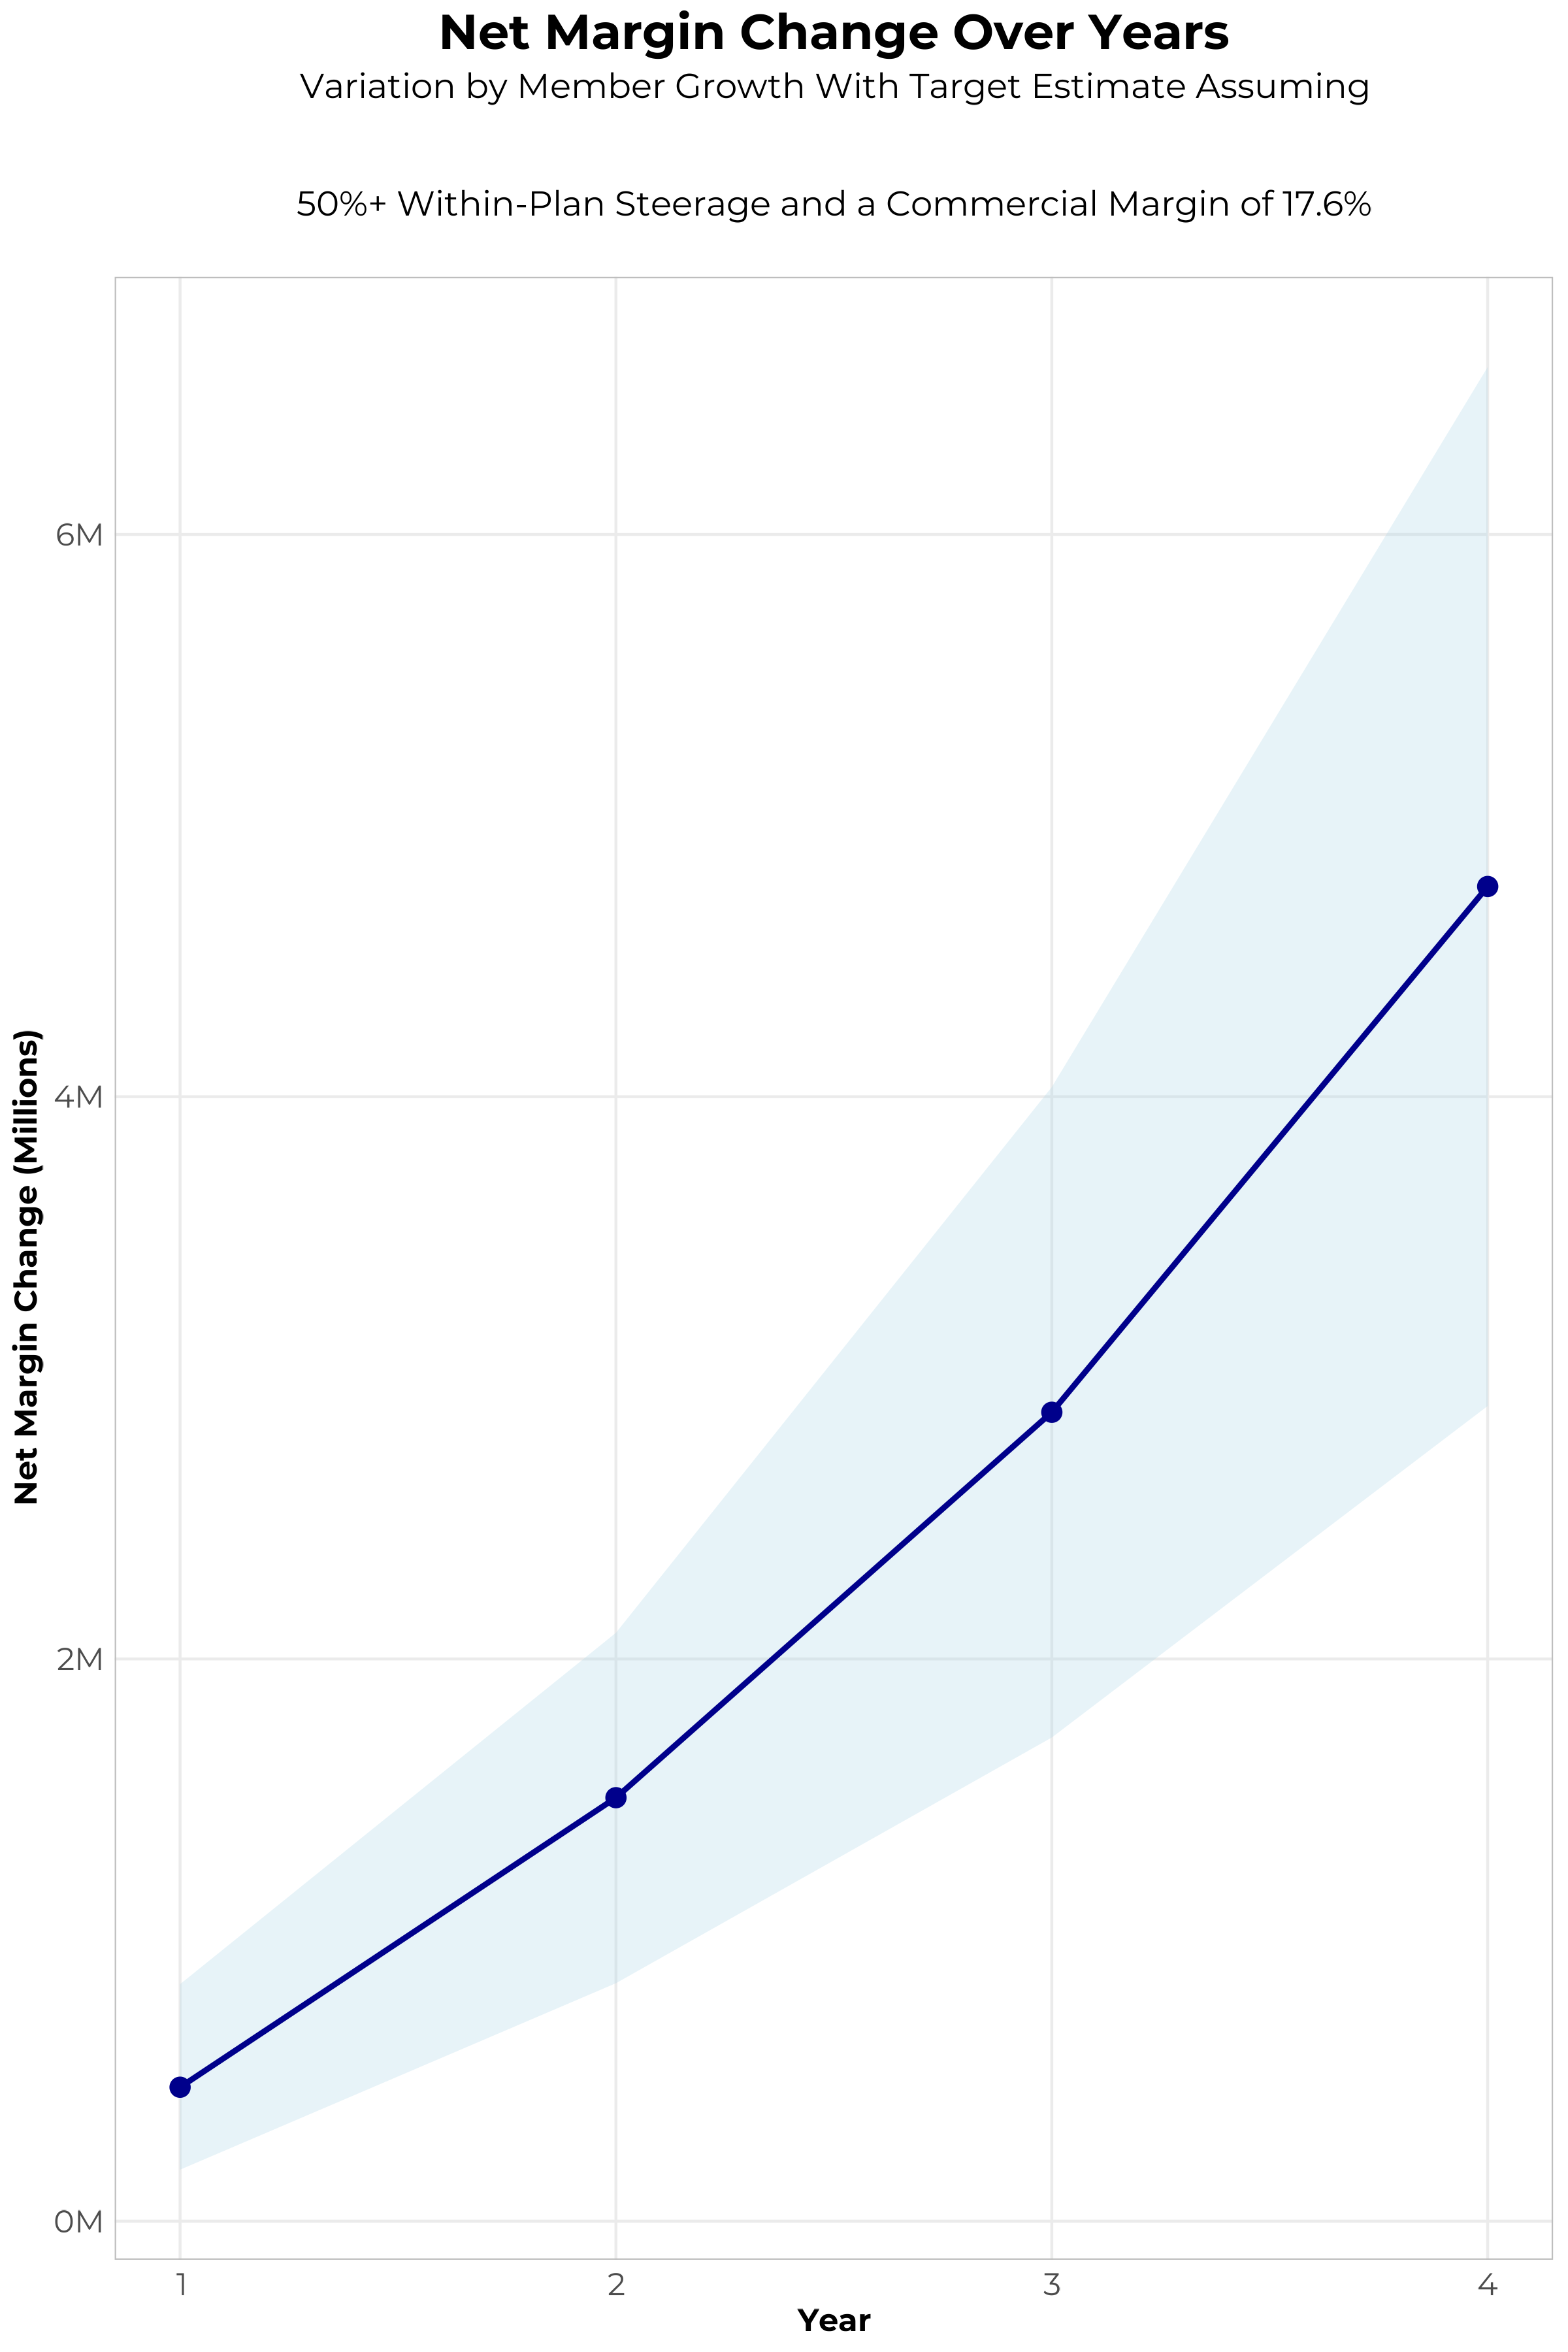 Net Margin Change Over Years
Variation by Member Growth With Target Estimate Assuming
50%+ Within-Plan Steerage and a Commercial Margin of 17.6%
Net Margin Change (Millions)
6M
4M
2M
0M
1
2
3
4
Year